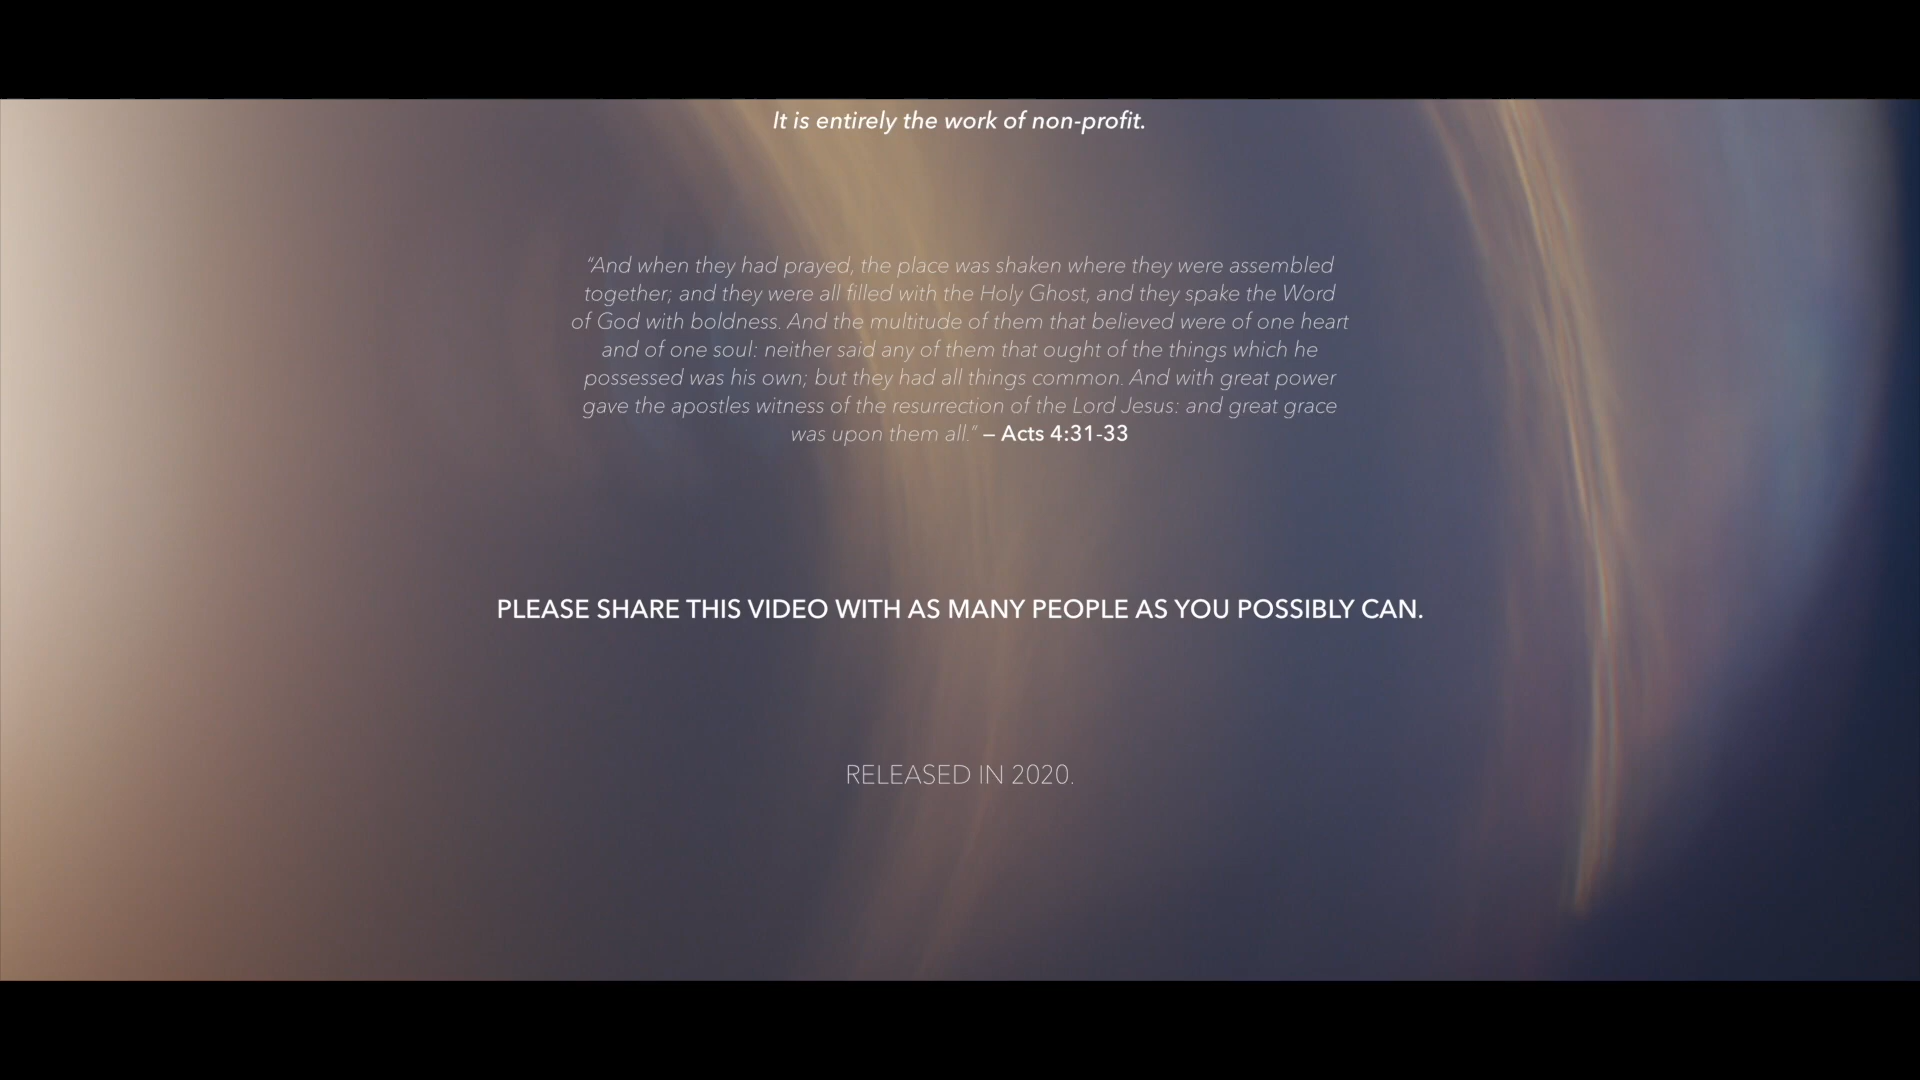 It is entirely the work of non-profit.
“And when they had prayed, the place was shaken where they were assembled
together; and they were all filled with the Holy Ghost, and they spake the Word
of God with boldness. And the multitude of them that believed were of one heart
and of one soul: neither said any of them that ought of the things which he
possessed was his own; but they had all things common. And with great power
gave the apostles witness of the resurrection of the Lord Jesus: and great grace
was upon them all.” – Acts 4:31-33
PLEASE SHARE THIS VIDEO WITH AS MANY PEOPLE AS YOU POSSIBLY CAN.
RELEASED IN 2020.